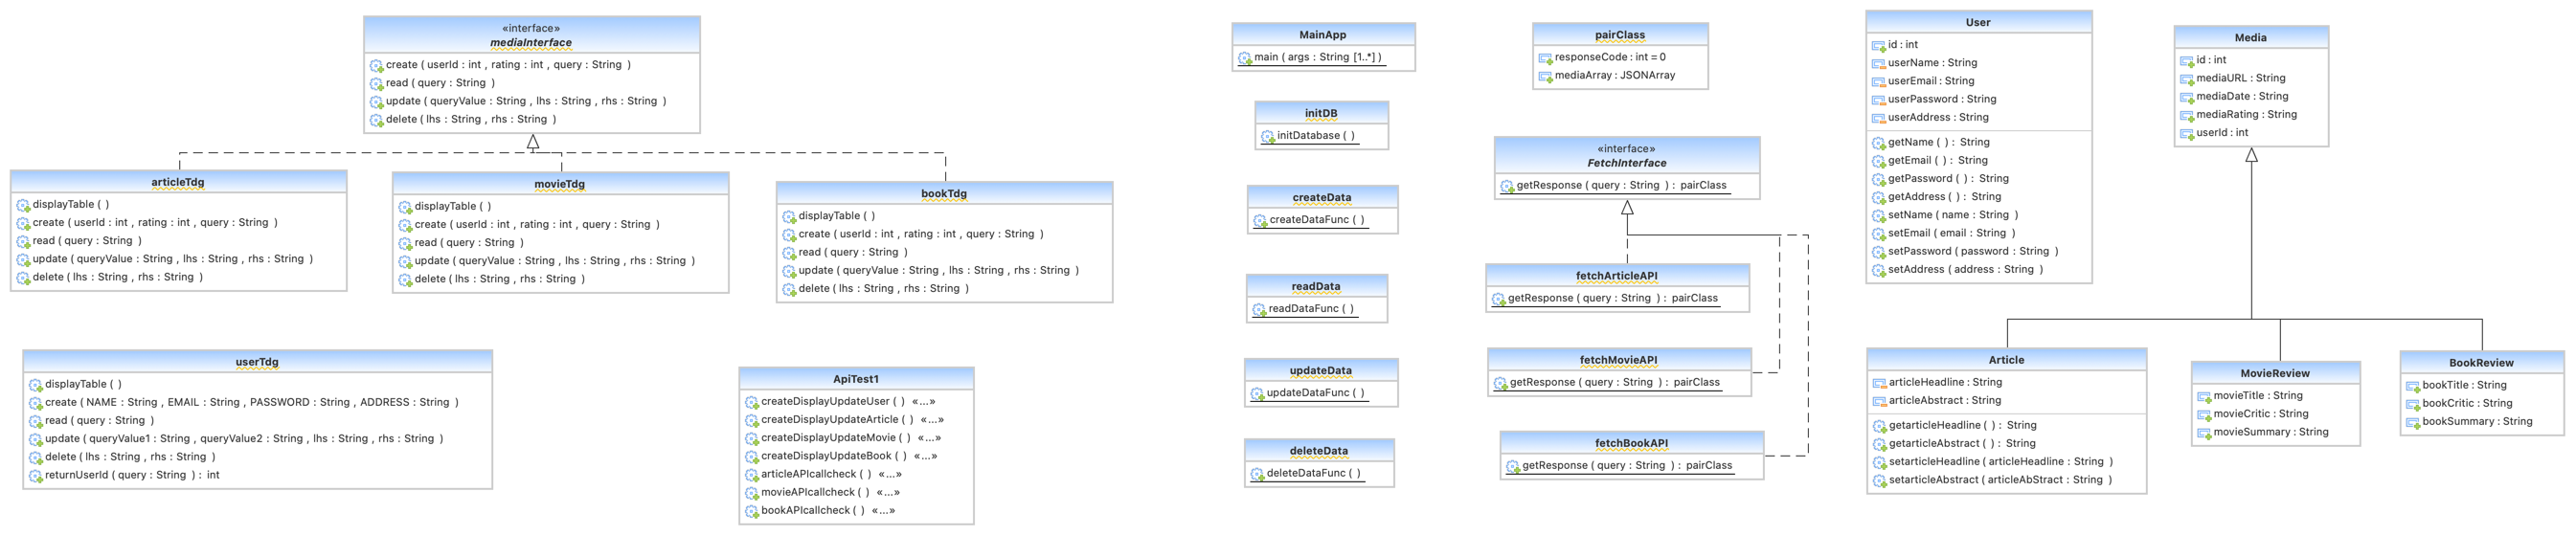 «interface»
mediaInterface
create ( userId : int , rating : int , query : String )
read ( query : String )
update ( queryValue : String , lhs : String , rhs : String )
delete ( lhs : String , rhs : String )
articleTdg
displayTable ( )
create ( userId : int , rating : int , query : String )
read ( query : String )
update ( queryValue : String , lhs : String , rhs : String )
delete ( lhs : String , rhs : String )
movieTdg
displayTable ( )
create ( userId : int , rating : int , query : String )
read ( query : String )
update ( queryValue : String , lhs : String , rhs : String )
delete ( lhs : String , rhs : String )
bookTdg
displayTable ( )
create ( userId : int , rating : int , query : String )
read ( query : String )
update ( queryValue : String , lhs : String , rhs : String )
delete ( lhs : String , rhs : String )
userTdg
displayTable ( )
create ( NAME : String , EMAIL : String , PASSWORD : String , ADDRESS : String )
read ( query : String )
update ( queryValue1 : String , queryValue2 : String , lhs : String , rhs : String )
delete ( lhs : String , rhs : String )
returnUserId ( query : String ) : int
ApiTest1
createDisplayUpdateUser ( ) «...»
createDisplayUpdateArticle ( ) «...»
createDisplayUpdateMovie ( ) «...»
createDisplayUpdateBook ( ) «...»
articleAPIcallcheck ( ) «...»
movieAPIcallcheck ( ) «...»
bookAPIcallcheck ( ) «...»
MainApp
main ( args : String [1..*] )
initDB
initDatabase ( )
createData
createDataFunc ( )
readData
readDataFunc ( )
updateData
updateDataFunc ( )
deleteData
deleteDataFunc ( )
pairClass
responseCode : int = 0
mediaArray : JSONArray
«interface»
FetchInterface
getResponse ( query : String ) : pairClass
fetchArticleAPI
getResponse ( query : String ) : pairClass
fetchMovieAPI
getResponse ( query : String ) : pairClass
fetchBookAPI
getResponse ( query : String ) : pairClass
User
id : int
userName : String
userEmail : String
userPassword : String
userAddress : String
getName ( ) : String
getEmail ( ) : String
getPassword ( ) : String
getAddress ( ) : String
setName ( name : String )
setEmail ( email : String )
setPassword ( password : String )
setAddress ( address : String )
Media
id : int
mediaURL : String
mediaDate : String
mediaRating : String
userId : int
Article
articleHeadline : String
articleAbstract : String
getarticleHeadline ( ) : String
getarticleAbstract ( ) : String
setarticleHeadline ( articleHeadline : String )
setarticleAbstract ( articleAbStract : String )
MovieReview
movieTitle : String
movieCritic : String
movieSummary : String
BookReview
bookTitle : String
bookCritic : String
bookSummary : String